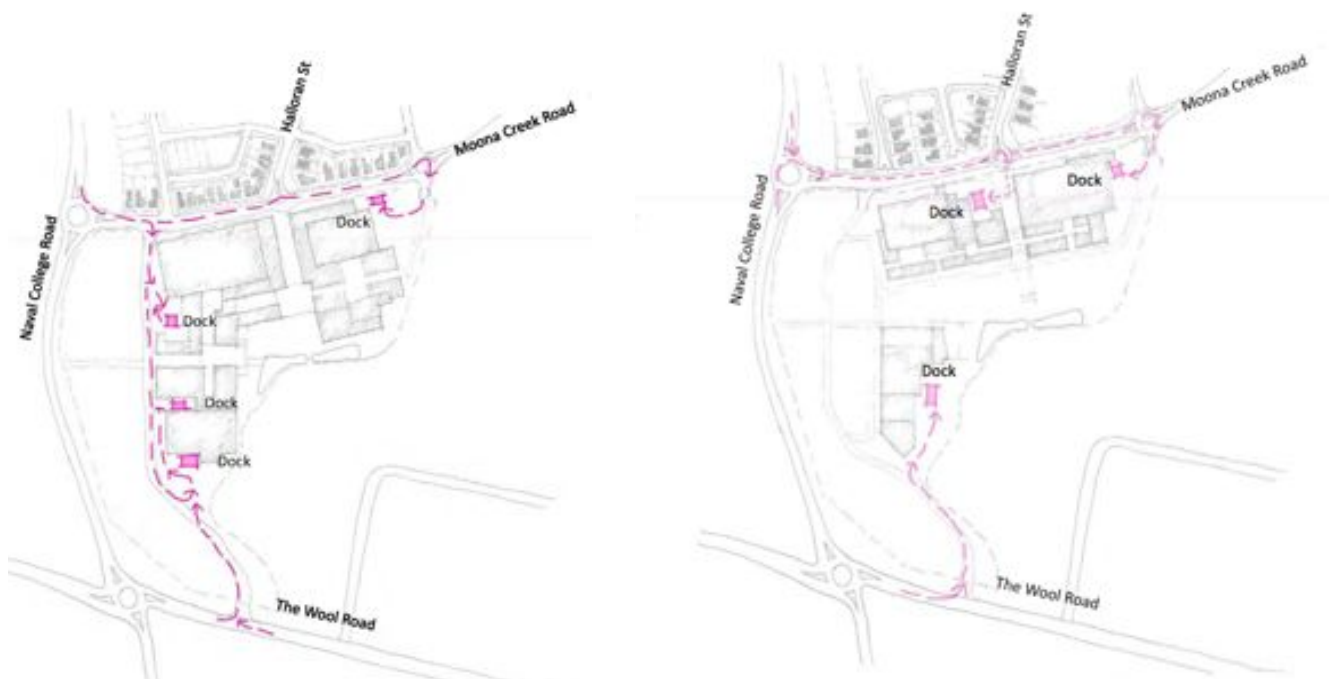 Halloran St
Moona Creek Road
Naval College Road
Dock
Dock
Dock
Dock
The Wool Road
Halloran St
Moona Creek Road
Naval College Road
Dock
Dock
Dock
The Wool Road